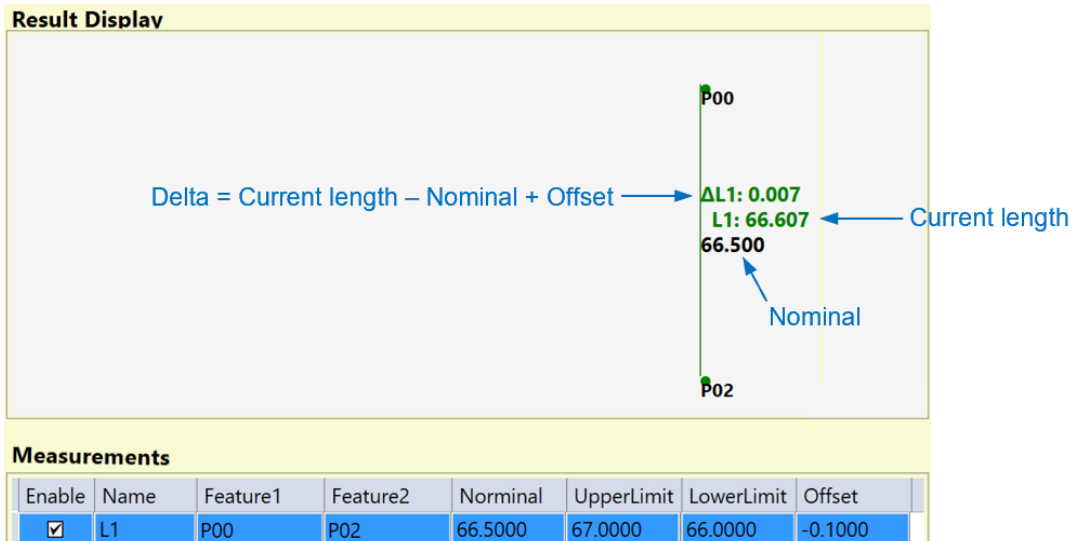 Result Display
P00
Delta = Current length – Nominal + Offset
ΔL1: 0.007
L1: 66.607
Current length
66.500
Nominal
P02
Measurements
Enable Name Feature1 Feature2 Norminal UpperLimit LowerLimit Offset
L1 P00 P02 66.5000 67.0000 66.0000 -0.1000